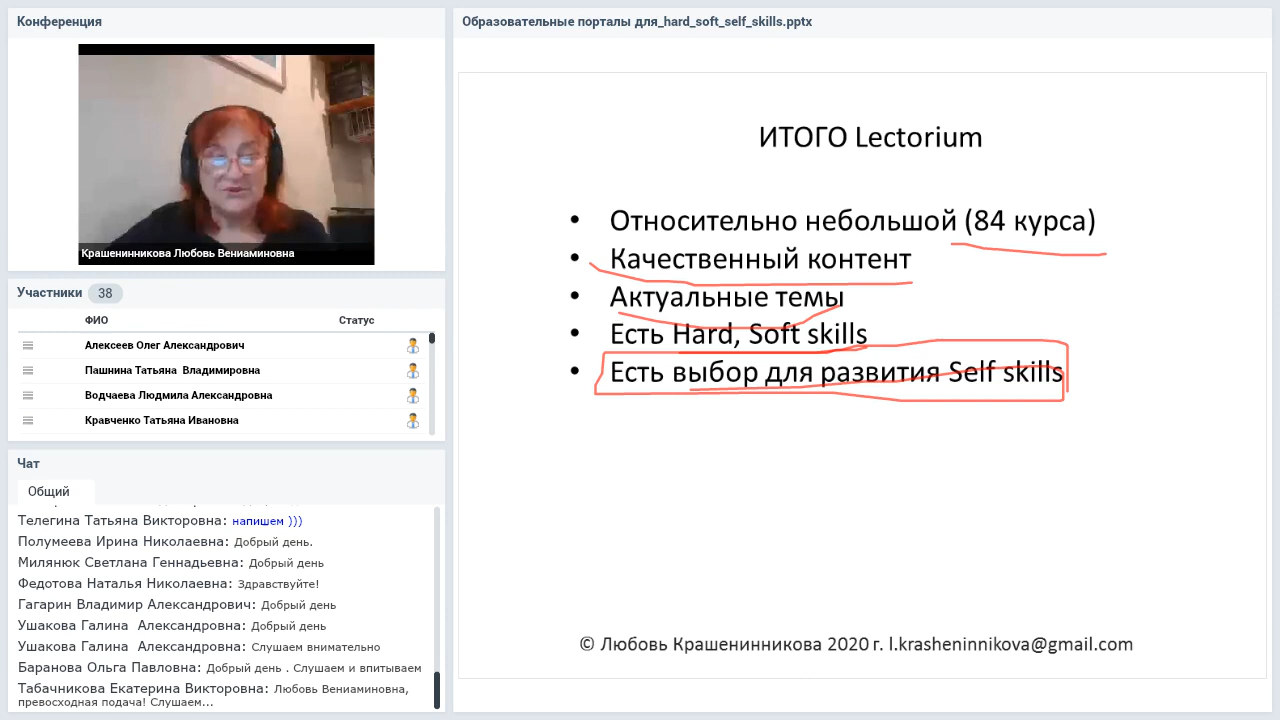 Конференция
Крашенинникова Любовь Вениаминовна
Участники 38
ФИО Статус
Алексеев Олег Александрович
Пашнина Татьяна Владимировна
Водчаева Людмила Александровна
Кравченко Татьяна Ивановна
Чат
Общий
Телегина Татьяна Викторовна: напишем )))
Полумеева Ирина Николаевна: Добрый день.
Милянюк Светлана Геннадьевна: Добрый день
Федотова Наталья Николаевна: Здравствуйте!
Гагарин Владимир Александрович: Добрый день
Ушакова Галина Александровна: Добрый день
Ушакова Галина Александровна: Слушаем внимательно
Баранова Ольга Павловна: Добрый день . Слушаем и впитываем
Табачникова Екатерина Викторовна: Любовь Вениаминовна,
превосходная подача! Слушаем...
Образовательные порталы для_hard_soft_self_skills.pptx
ИТОГО Lectorium
• Относительно небольшой (84 курса)
• Качественный контент
• Актуальные темы
• Есть Hard, Soft skills
• Есть выбор для развития Self skills
© Любовь Крашенинникова 2020 г. l.krasheninnikova@gmail.com